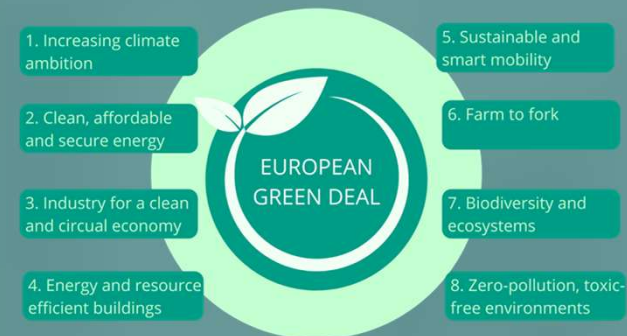 1. Increasing climate
ambition
2. Clean, affordable
and secure energy
3. Industry for a clean
and circual economy
4. Energy and resource
efficient buildings
EUROPEAN
GREEN DEAL
5. Sustainable and
smart mobility
6. Farm to fork
7. Biodiversity and
ecosystems
8. Zero-pollution, toxic-
free environments